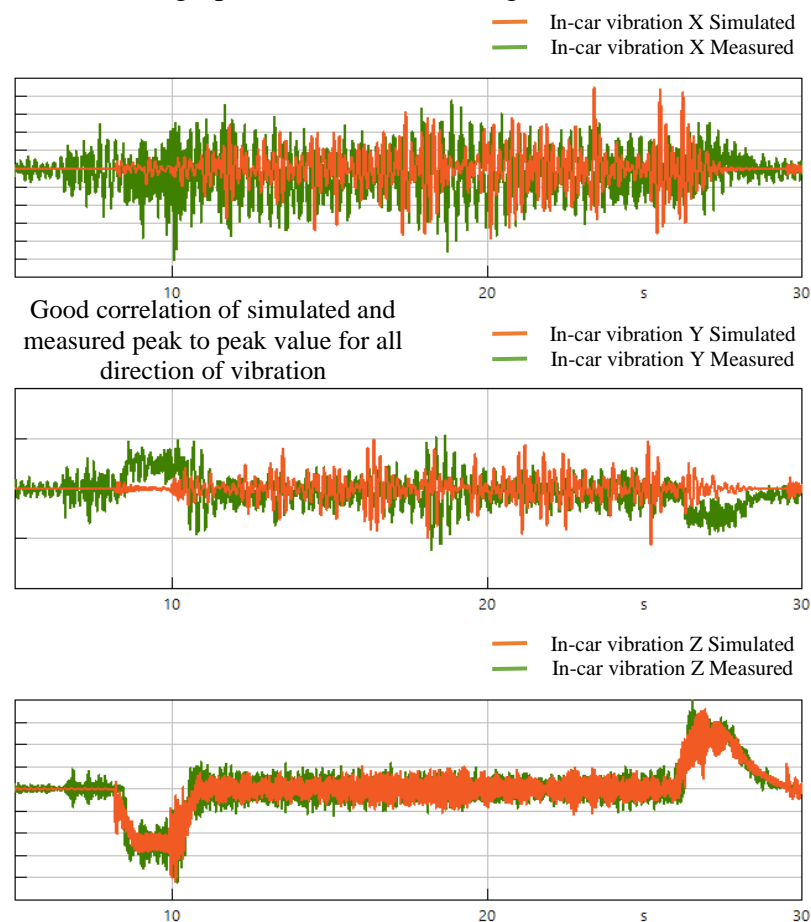 In-car vibration X Simulated
In-car vibration X Measured
10
20
s
30
Good correlation of simulated and
measured peak to peak value for all
direction of vibration
In-car vibration Y Simulated
In-car vibration Y Measured
10
20
s
30
In-car vibration Z Simulated
In-car vibration Z Measured
10
20
s
30